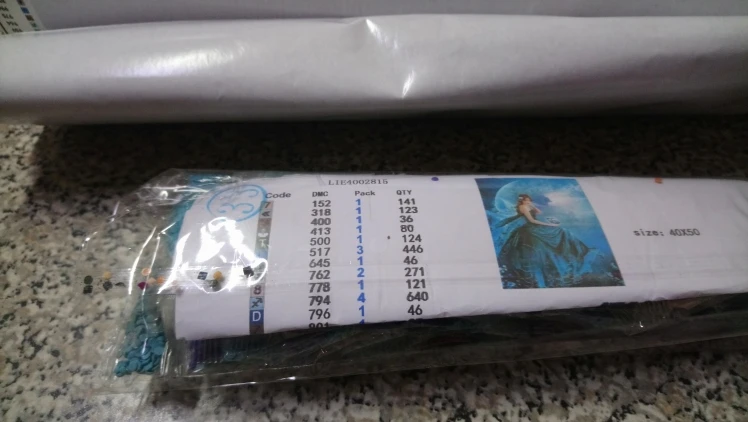 LIE4002815
Code DMC Pack QTY
152 1 141
318 1 123
400 1 36
413 1 80
500 1 124
517 3 446
645 1 46
762 2 271
778 1 121
794 4 640
D 796 1 46
size: 40X50